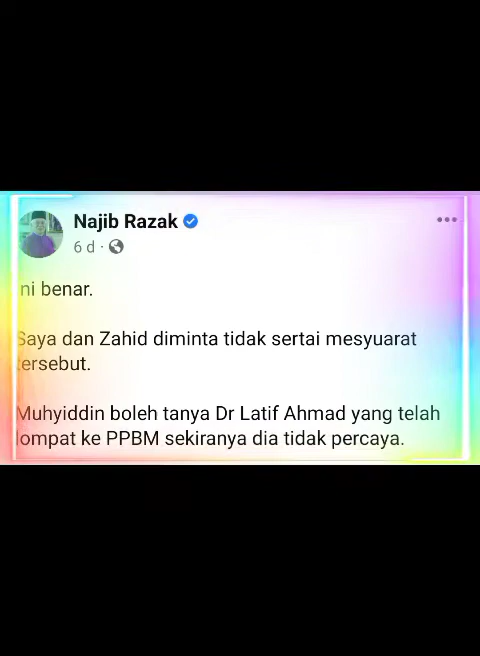 Najib Razak
6 d ·
ni benar.
Saya dan Zahid diminta tidak sertai mesyuarat
tersebut.
Muhyiddin boleh tanya Dr Latif Ahmad yang telah
lompat ke PPBM sekiranya dia tidak percaya.